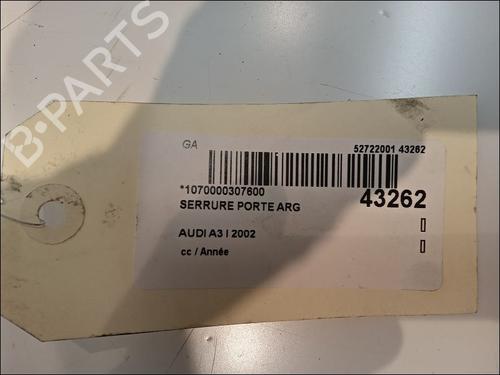 B-PARTS
GA
52722001 43262
*1070000307600
43262
SERRURE PORTE ARG
AUDI A3 I 2002
cc / Année